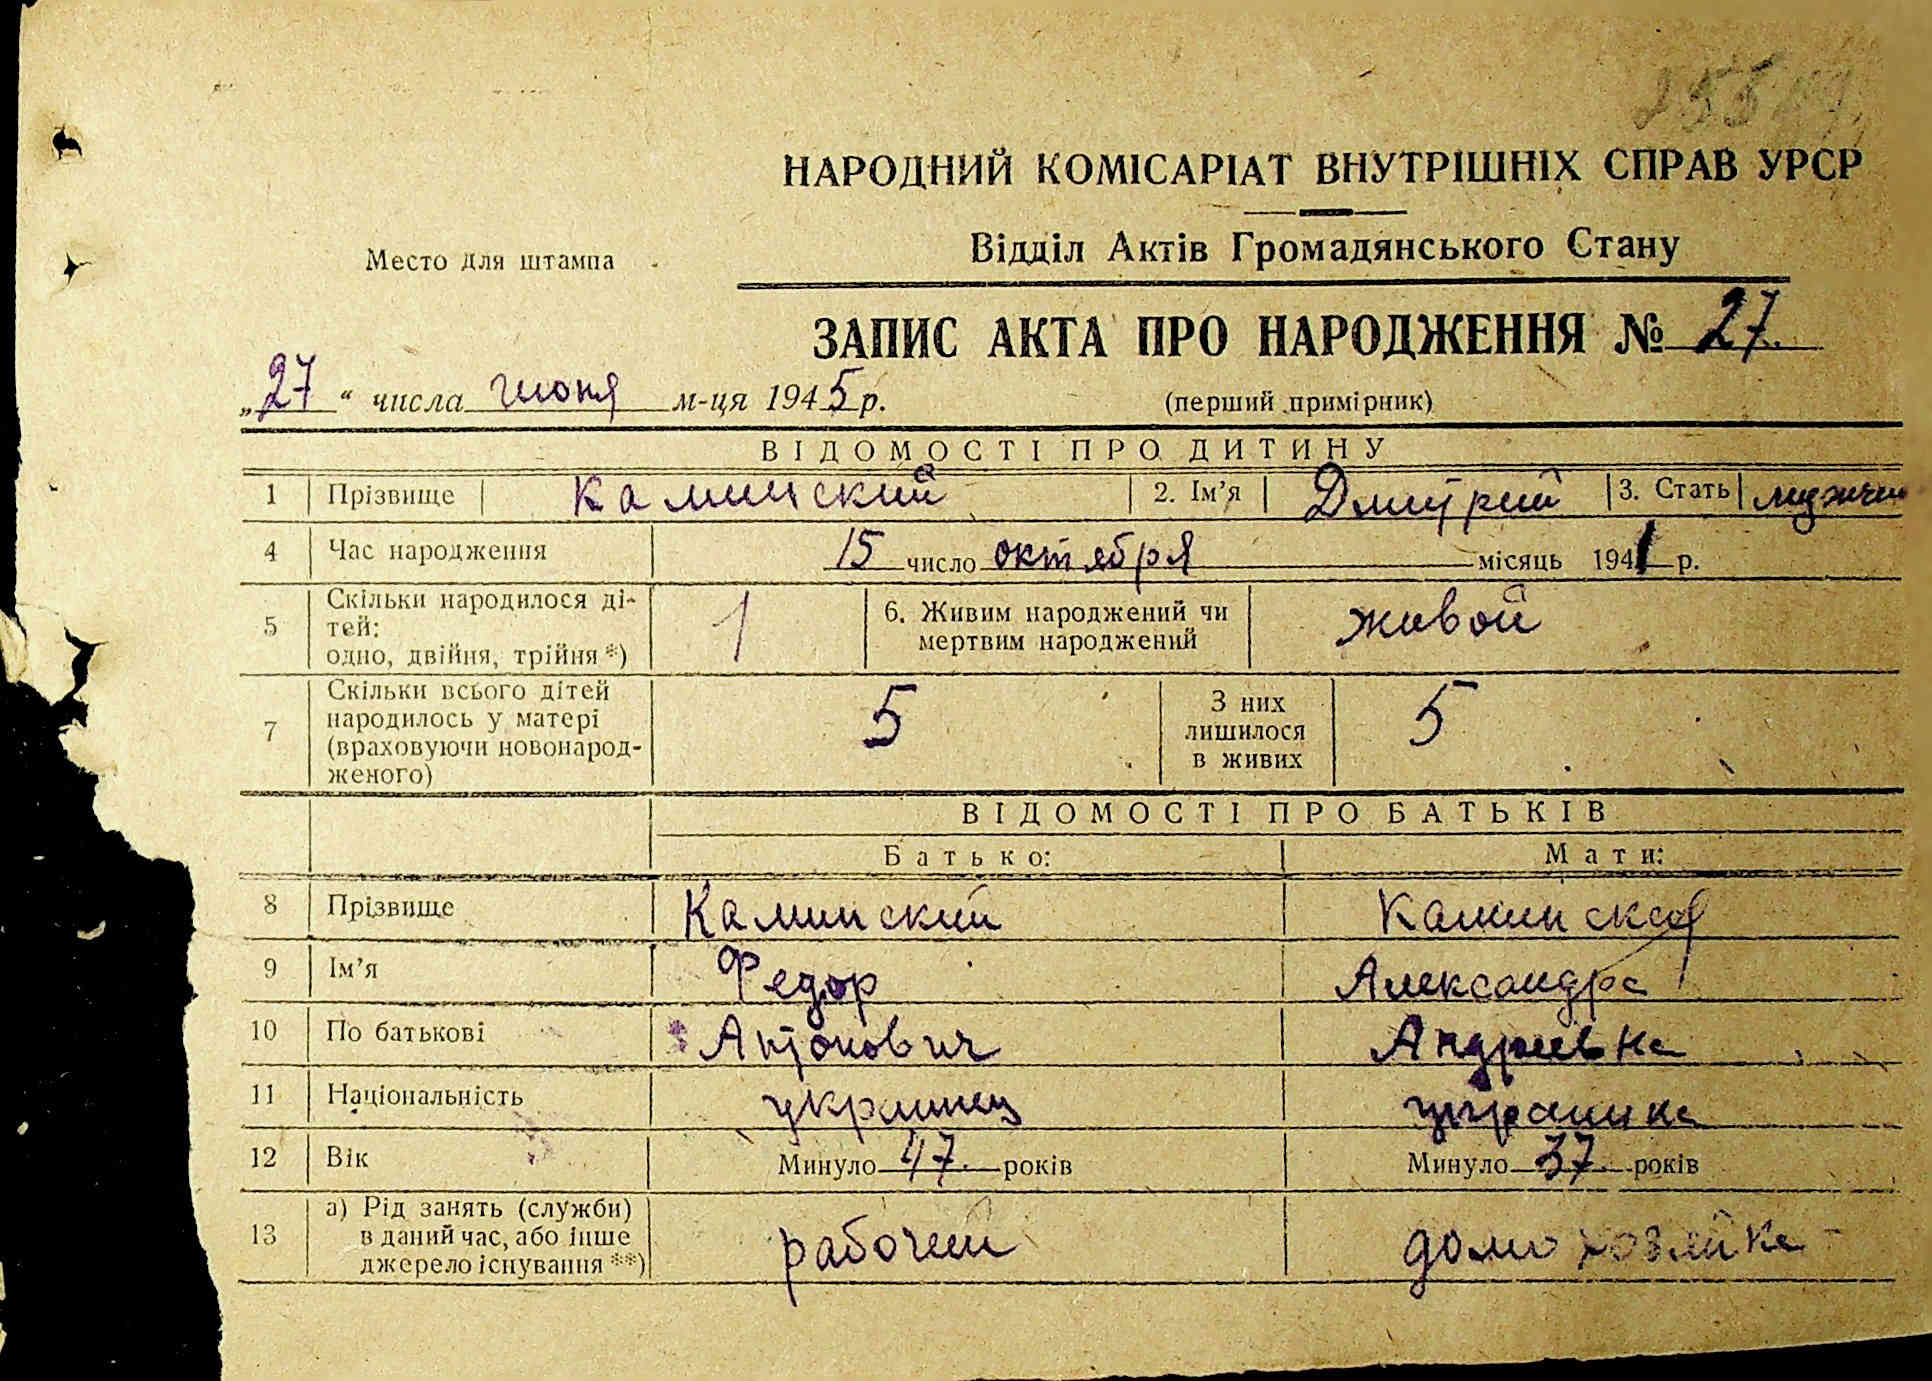 НАРОДНИЙ КОМІСАРІАТ ВНУТРІШНІХ СПРАВ УРСР
Место для штампа
Відділ Актів Громадянського Стану
ЗАПИС АКТА ПРО НАРОДЖЕННЯ № 27
„27“ числа июня м-ця 1945 р.
(перший примірник)
ВІДОМОСТІ ПРО ДИТИНУ
1 Прізвище Каминский 2. Ім’я Дмитрий 3. Стать
4 Час народження 15 число октября місяць 1941 р.
5 Скільки народилося ді-
тей:
одно, двійня, трійня *) 1
6. Живим народжений чи
мертвим народжений живой
7 Скільки всього дітей
народилось у матері
(враховуючи новонарод-
женого) 5
З них
лишилося
в живих 5
ВІДОМОСТІ ПРО БАТЬКІВ
Батько: Мати:
8 Прізвище Каминский Каминская
9 Ім’я Федор Александра
10 По батькові Антонович Андреевна
11 Національність украинец украинка
12 Вік Минуло 47 років Минуло 37 років
13 а) Рід занять (служби)
в даний час, або інше
джерело існування **) рабочий домохозяйка